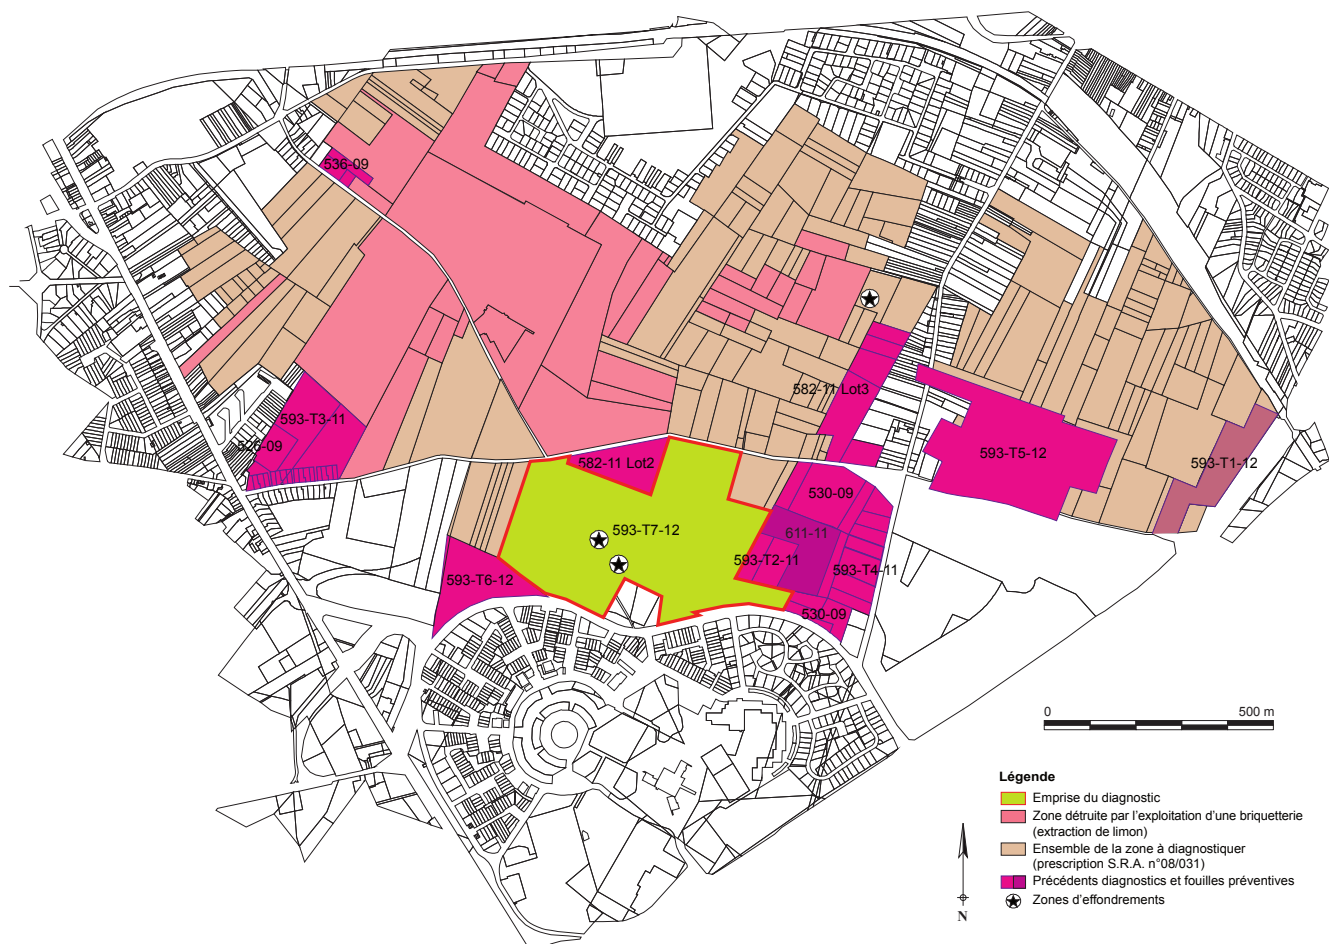 536-09
582-11 Lot3
593-T3-11
526-09
582-11 Lot2
593-T5-12
593-T1-12
530-09
593-T7-12
611-11
593-T2-11
593-T4-11
593-T6-12
530-09
0 500 m
Légende
Emprise du diagnostic
Zone détruite par l'exploitation d'une briquetterie
(extraction de limon)
Ensemble de la zone à diagnostiquer
(prescription S.R.A. n°08/031)
Précédents diagnostics et fouilles préventives
Zones d'effondrements
N